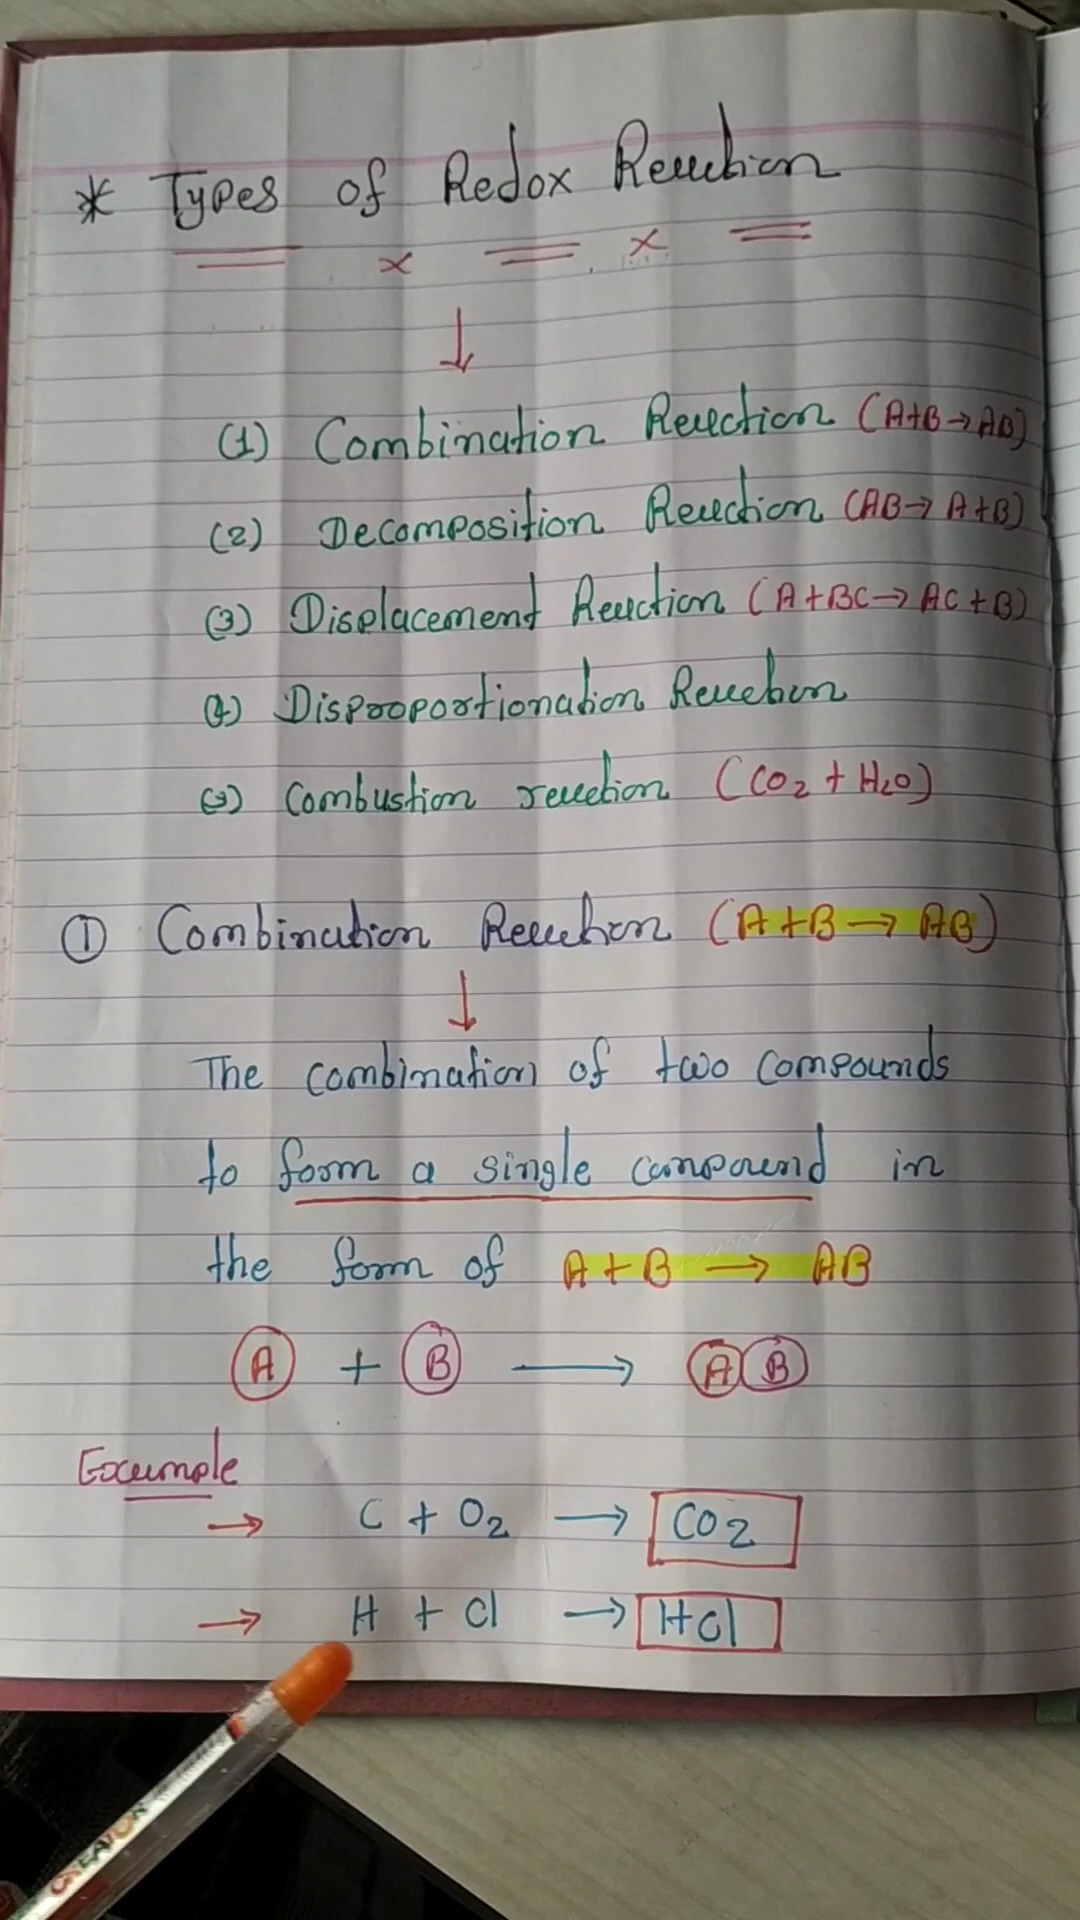 * Types of Redox Reaction
(1) Combination Reaction (A+B→AB)
(2) Decomposition Reaction (AB→ A+B)
(3) Displacement Reaction (A+BC→ AC+B)
(4) Disproportionation Reaction
(5) Combustion reaction (CO2 + H2O)
① Combination Reaction (A+B→ AB)
↓
The combination of two compounds
to form a single compound in
the form of A+B → AB
A + B → A B
Example
→ C + O2 → CO2
→ H + Cl → HCl
CREATOR